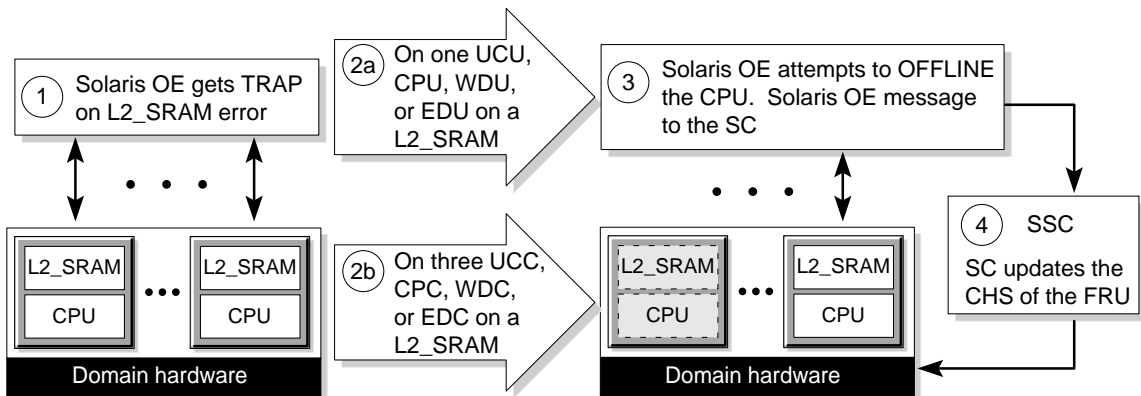 1
Solaris OE gets TRAP
on L2_SRAM error
2a
On one UCU,
CPU, WDU,
or EDU on a
L2_SRAM
3
Solaris OE attempts to OFFLINE
the CPU. Solaris OE message
to the SC
L2_SRAM
CPU
L2_SRAM
CPU
Domain hardware
2b
On three UCC,
CPC, WDC,
or EDC on a
L2_SRAM
L2_SRAM
CPU
L2_SRAM
CPU
Domain hardware
4
SSC
SC updates the
CHS of the FRU